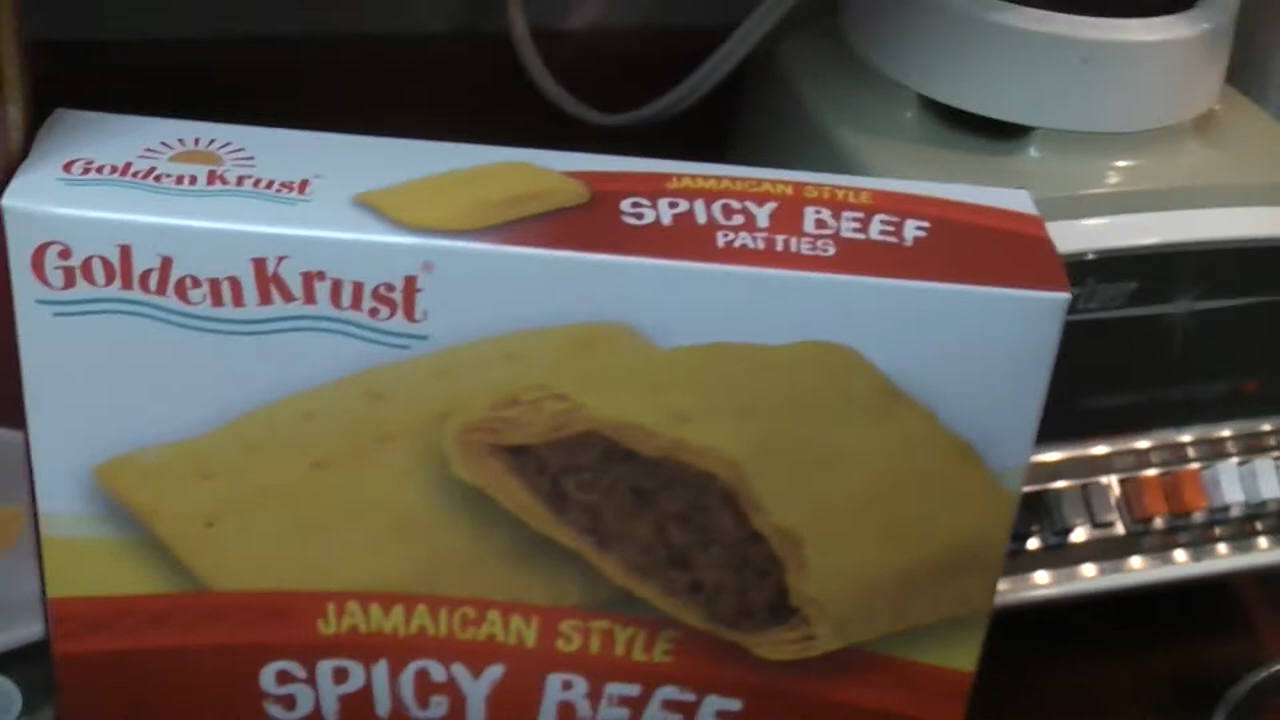 Golden Krust
JAMAICAN STYLE
SPICY BEEF
PATTIES
Golden Krust®
JAMAICAN STYLE
SPICY BEEF